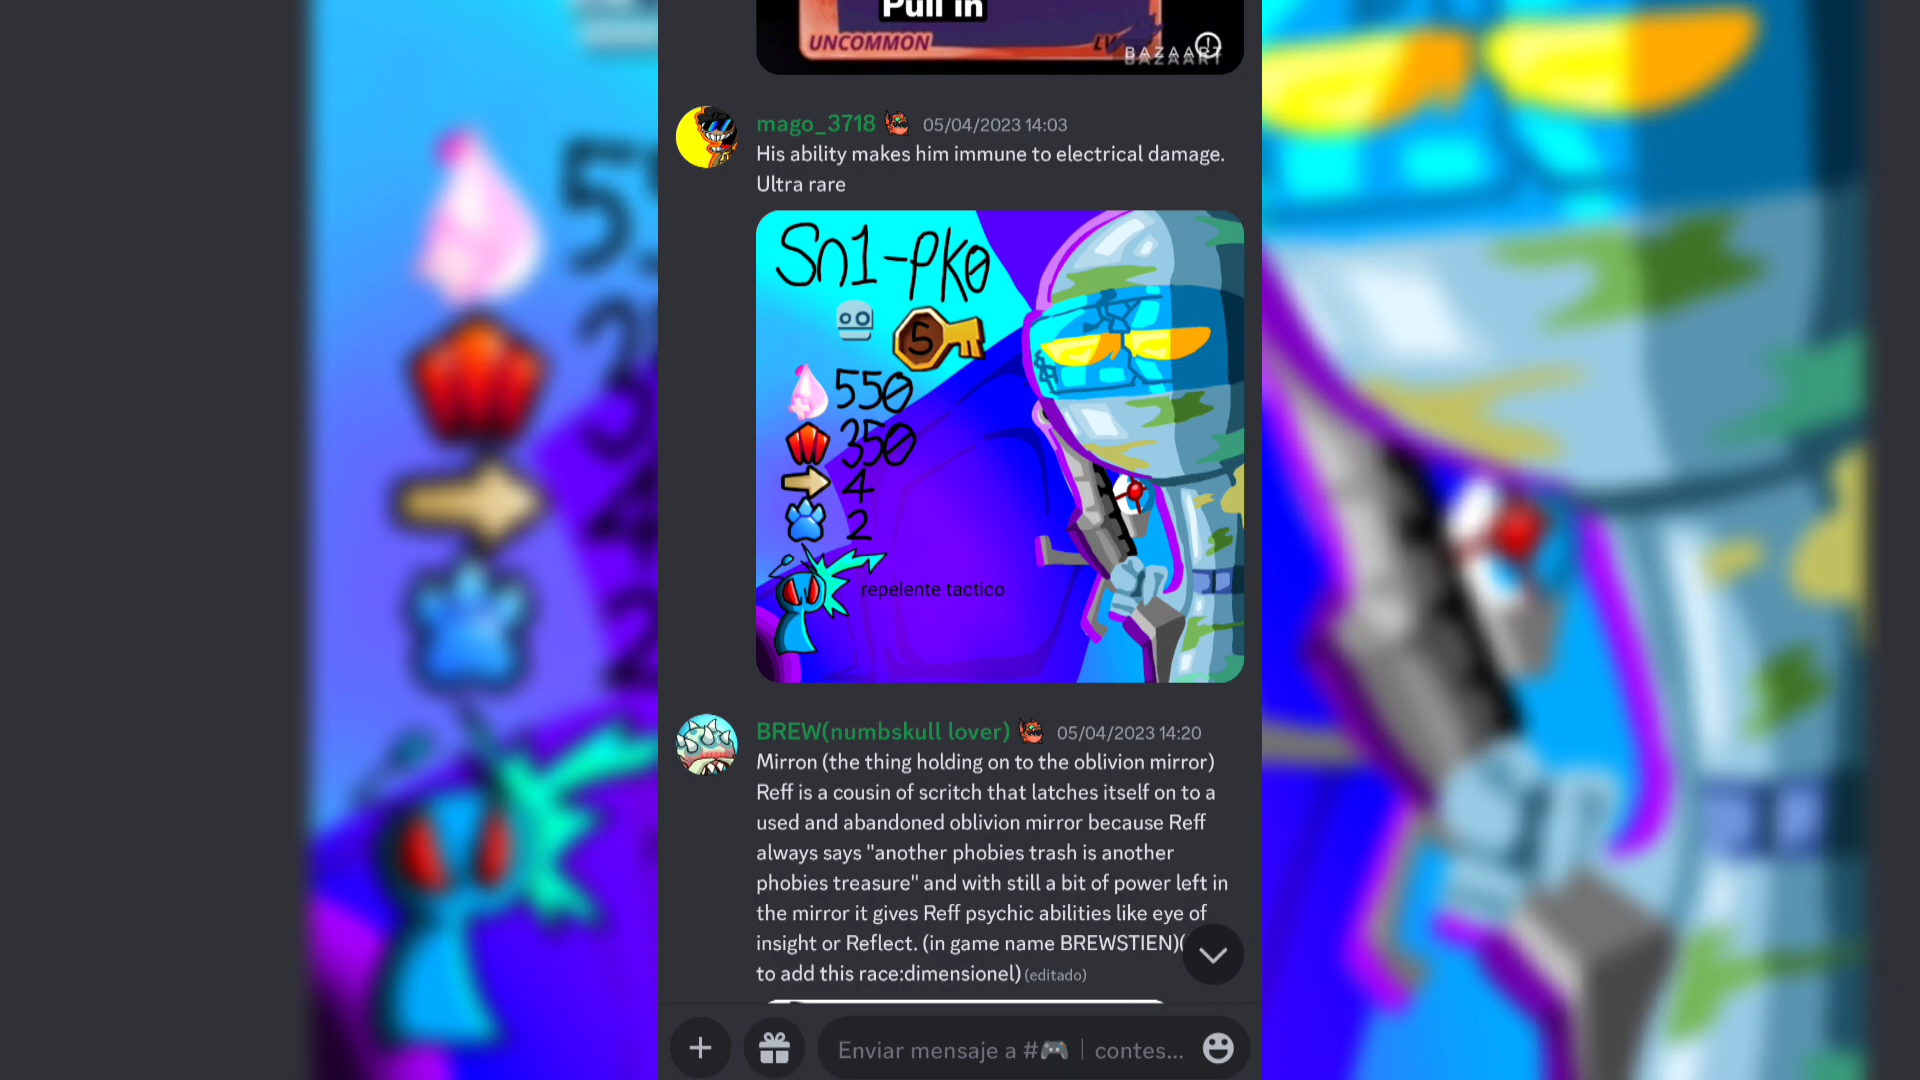 Pull in
UNCOMMON
BAZAART
BAZAART
mago_3718 05/04/2023 14:03
His ability makes him immune to electrical damage.
Ultra rare
Sn1-pk0
5
550
350
4
2
repelente tactico
BREW(numbskull lover) 05/04/2023 14:20
Mirron (the thing holding on to the oblivion mirror)
Reff is a cousin of scritch that latches itself on to a
used and abandoned oblivion mirror because Reff
always says "another phobies trash is another
phobies treasure" and with still a bit of power left in
the mirror it gives Reff psychic abilities like eye of
insight or Reflect. (in game name BREWSTIEN)(
to add this race:dimensionel) (editado)
Enviar mensaje a # | contes...